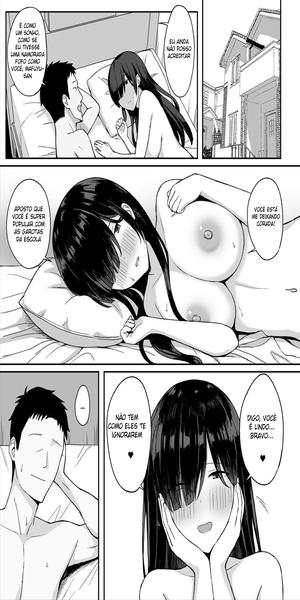 É
COMO
UM SONHO,
COMO SE
EU TIVESSE
UMA NAMORADA
FOFO COMO
VOCÊ, MAFUYU-
SAN
EU AINDA
NÃO POSSO
ACREDITAR
VOCÊ ESTÁ
ME DEIXANDO
CORADA!
APOSTO QUE
VOCÊ É SUPER
POPULAR COM
AS GAROTAS
DA ESCOLA
DIGO, VOCÊ
É LINDO...
BRAVO...
NÃO TEM
COMO ELES TE
IGNORAREM
...